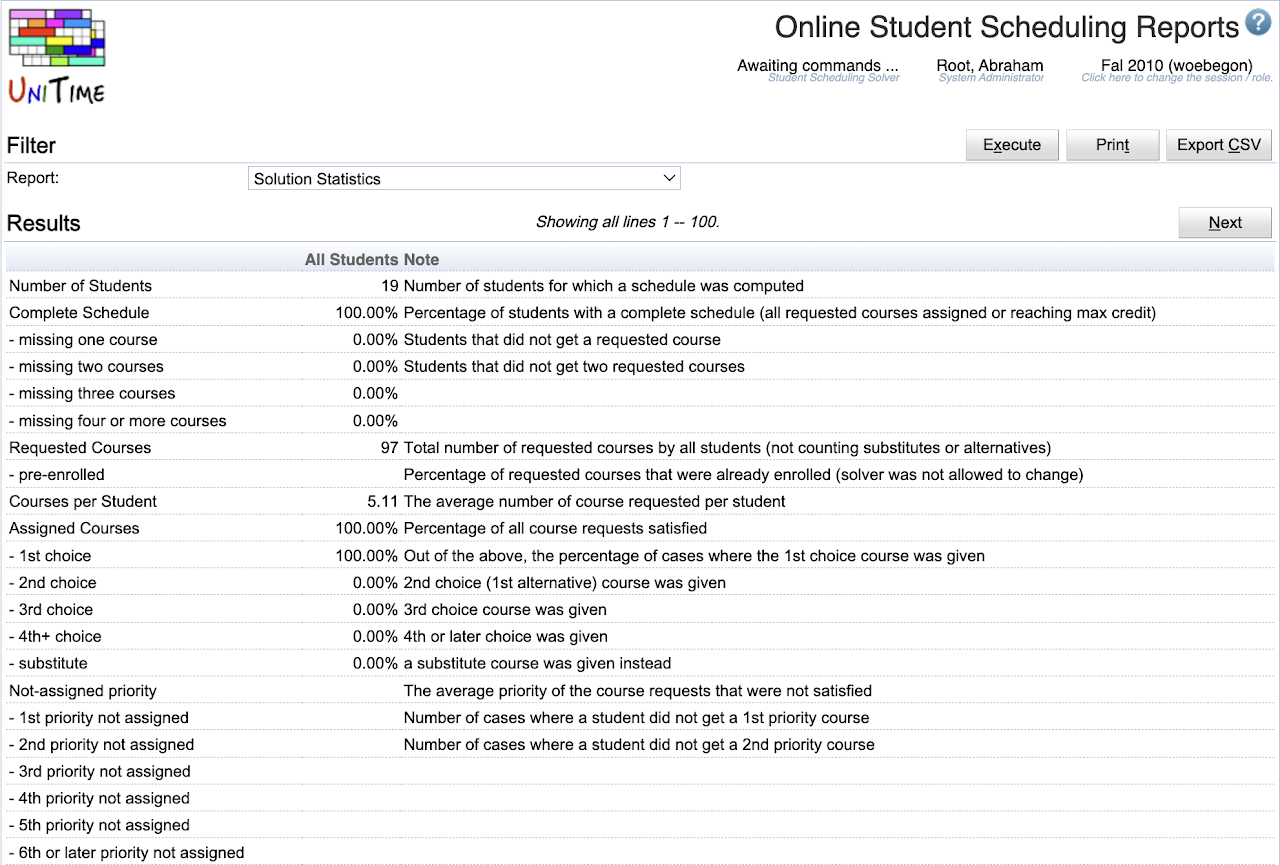 UNITIME
Online Student Scheduling Reports ?
Awaiting commands ... Root, Abraham Fal 2010 (woebegon)
Student Scheduling Solver System Administrator Click here to change the session / role.
Filter Execute Print Export CSV
Report: Solution Statistics
Results Showing all lines 1 -- 100. Next
All Students Note
Number of Students 19 Number of students for which a schedule was computed
Complete Schedule 100.00% Percentage of students with a complete schedule (all requested courses assigned or reaching max credit)
- missing one course 0.00% Students that did not get a requested course
- missing two courses 0.00% Students that did not get two requested courses
- missing three courses 0.00%
- missing four or more courses 0.00%
Requested Courses 97 Total number of requested courses by all students (not counting substitutes or alternatives)
- pre-enrolled Percentage of requested courses that were already enrolled (solver was not allowed to change)
Courses per Student 5.11 The average number of course requested per student
Assigned Courses 100.00% Percentage of all course requests satisfied
- 1st choice 100.00% Out of the above, the percentage of cases where the 1st choice course was given
- 2nd choice 0.00% 2nd choice (1st alternative) course was given
- 3rd choice 0.00% 3rd choice course was given
- 4th+ choice 0.00% 4th or later choice was given
- substitute 0.00% a substitute course was given instead
Not-assigned priority The average priority of the course requests that were not satisfied
- 1st priority not assigned Number of cases where a student did not get a 1st priority course
- 2nd priority not assigned Number of cases where a student did not get a 2nd priority course
- 3rd priority not assigned
- 4th priority not assigned
- 5th priority not assigned
- 6th or later priority not assigned